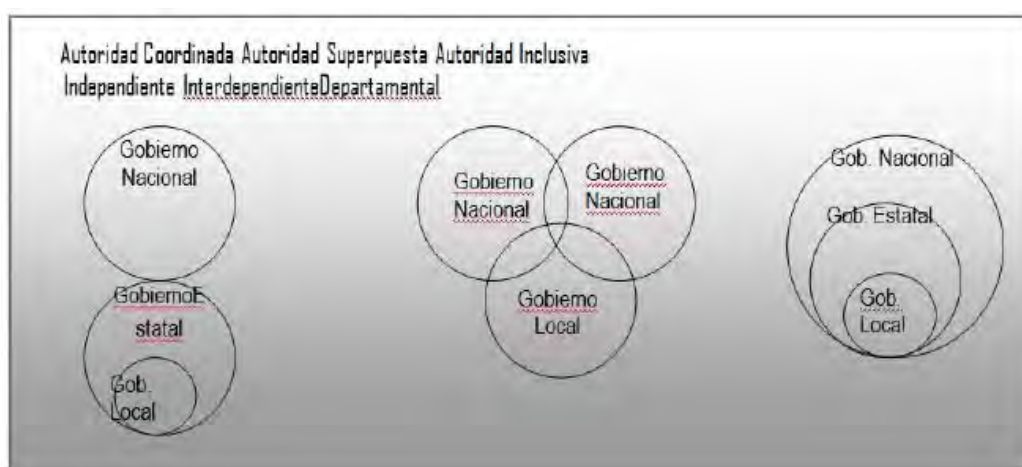 Autoridad Coordinada Autoridad Superpuesta Autoridad Inclusiva
Independiente InterdependienteDepartamental
Gobierno
Nacional
GobiernoE
statal
Gob.
Local
Gobierno
Nacional
Gobierno
Nacional
Gobierno
Local
Gob. Nacional
Gob. Estatal
Gob.
Local